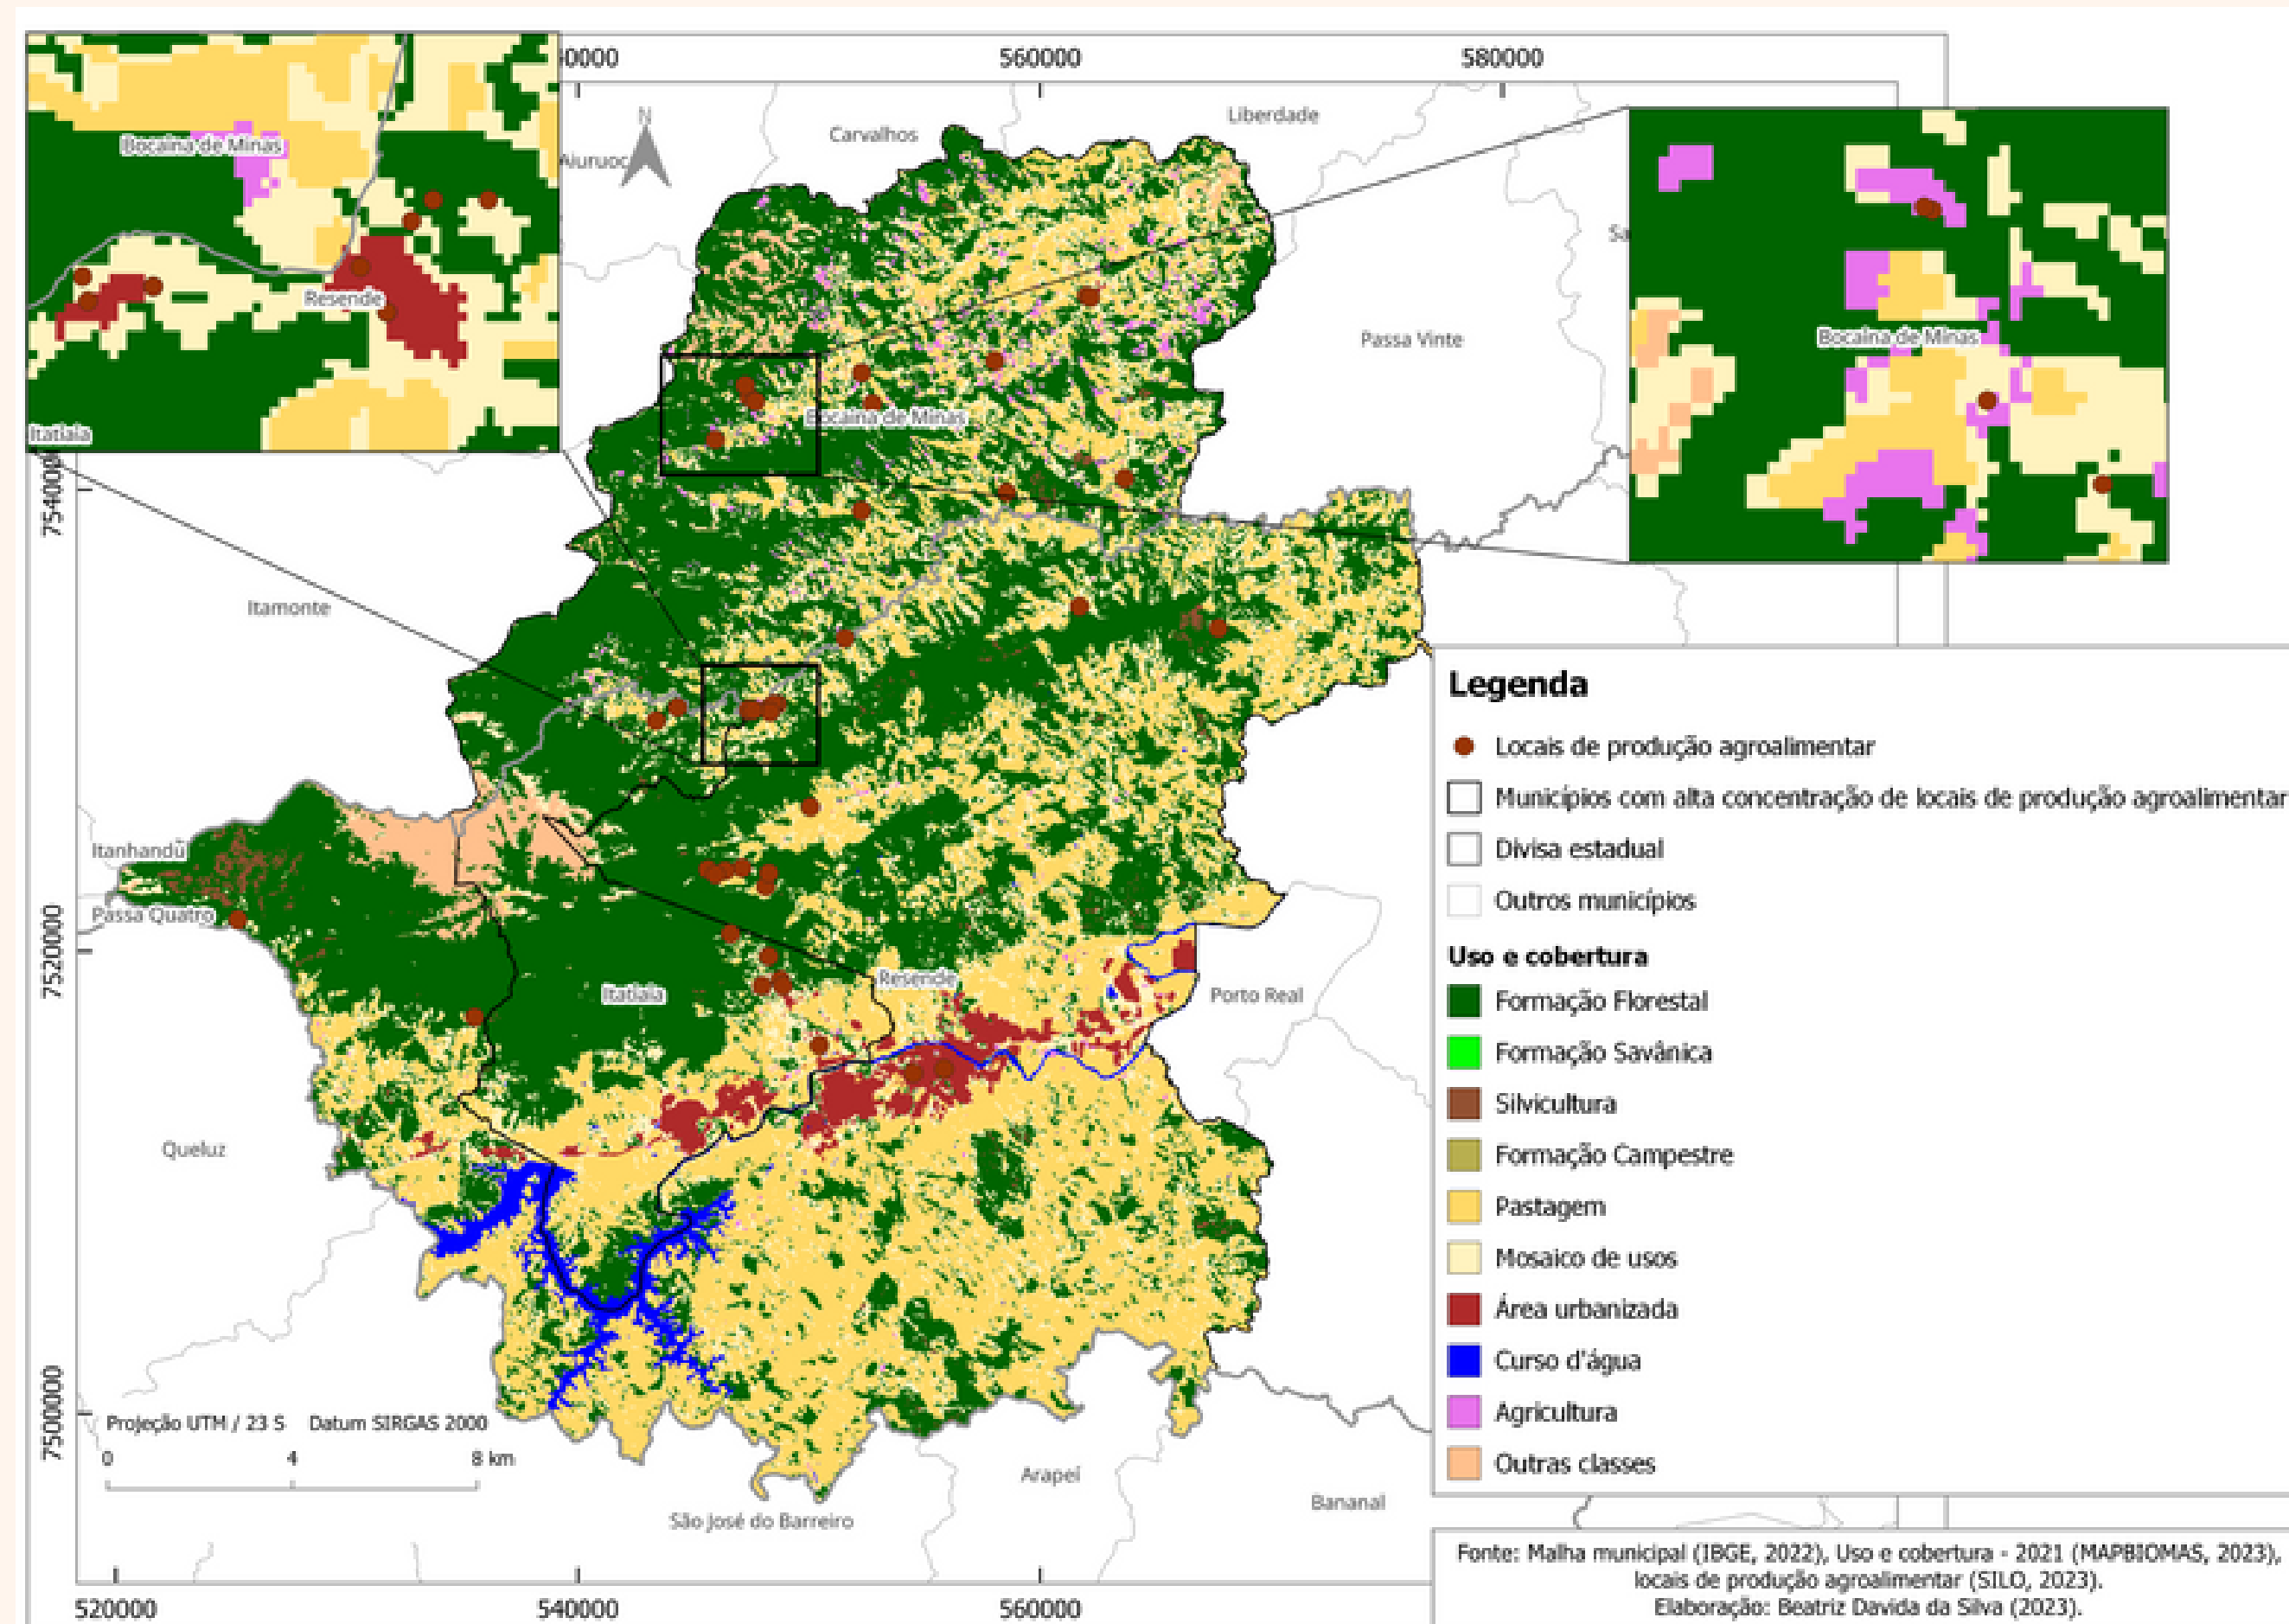 560000
580000
N
Carvalhos
Liberdade
Bocaina de Minas
Resende
Itatiaia
Bocaina de Minas
Passa Vinte
Bocaina de Minas
Itamonte
Itanhandu
Passa Quatro
7520000
Itatiaia
Resende
Porto Real
Queluz
7500000
Projeção UTM / 23 S Datum SIRGAS 2000
0 4 8 km
Arapeí
Bananal
São José do Barreiro
520000
540000
560000
Legenda
Locais de produção agroalimentar
Municípios com alta concentração de locais de produção agroalimentar
Divisa estadual
Outros municípios
Uso e cobertura
Formação Florestal
Formação Savânica
Silvicultura
Formação Campestre
Pastagem
Mosaico de usos
Área urbanizada
Curso d'água
Agricultura
Outras classes
Fonte: Malha municipal (IBGE, 2022), Uso e cobertura - 2021 (MAPBIOMAS, 2023),
locais de produção agroalimentar (SILO, 2023).
Elaboração: Beatriz Davida da Silva (2023).